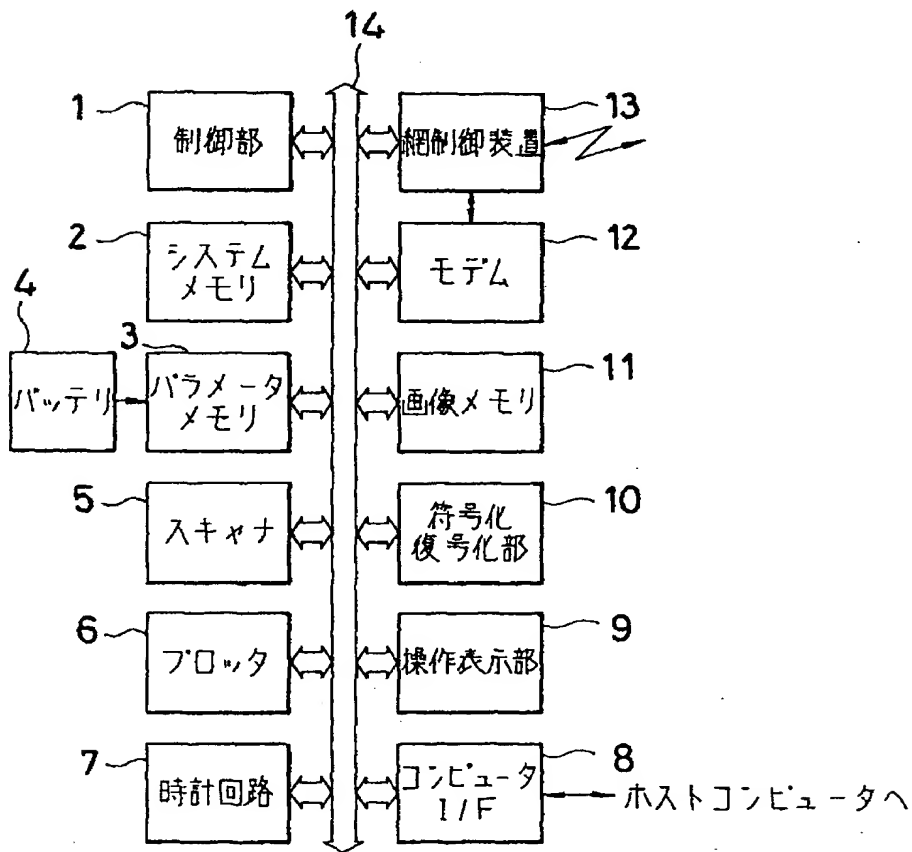 14
1
制御部
13
網制御装置
2
システム
メモリ
12
モデム
4
バッテリ
3
パラメータ
メモリ
11
画像メモリ
5
スキャナ
10
符号化
復号化部
6
プロッタ
9
操作表示部
7
時計回路
8
コンピュータ
I/F
ホストコンピュータへ